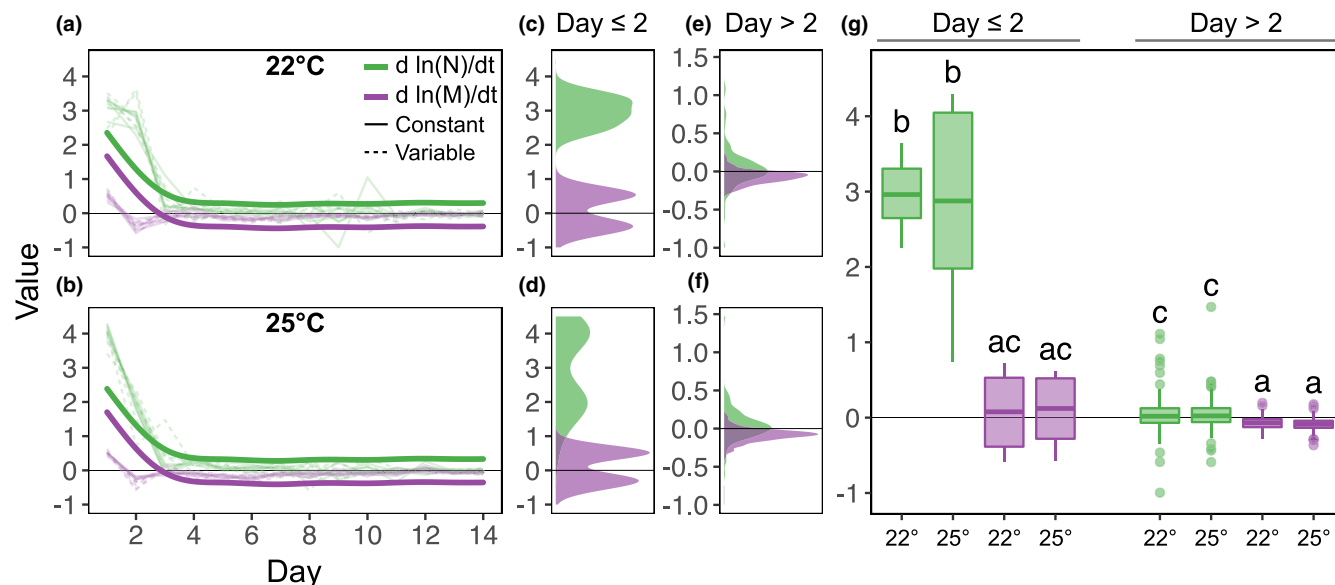 (a)
22°C
d ln(N)/dt
d ln(M)/dt
Constant
Variable
4
3
2
1
0
-1
(b)
25°C
4
3
2
1
0
-1
2 4 6 8 10 12 14
Value
Day
(c) Day ≤ 2
4
3
2
1
0
-1
(d)
4
3
2
1
0
-1
(e) Day > 2
1.5
1.0
0.5
0.0
-0.5
-1.0
(f)
1.5
1.0
0.5
0.0
-0.5
-1.0
(g) Day ≤ 2 Day > 2
4
3
2
1
0
-1
b b ac ac c c a a
22° 25° 22° 25° 22° 25° 22° 25°